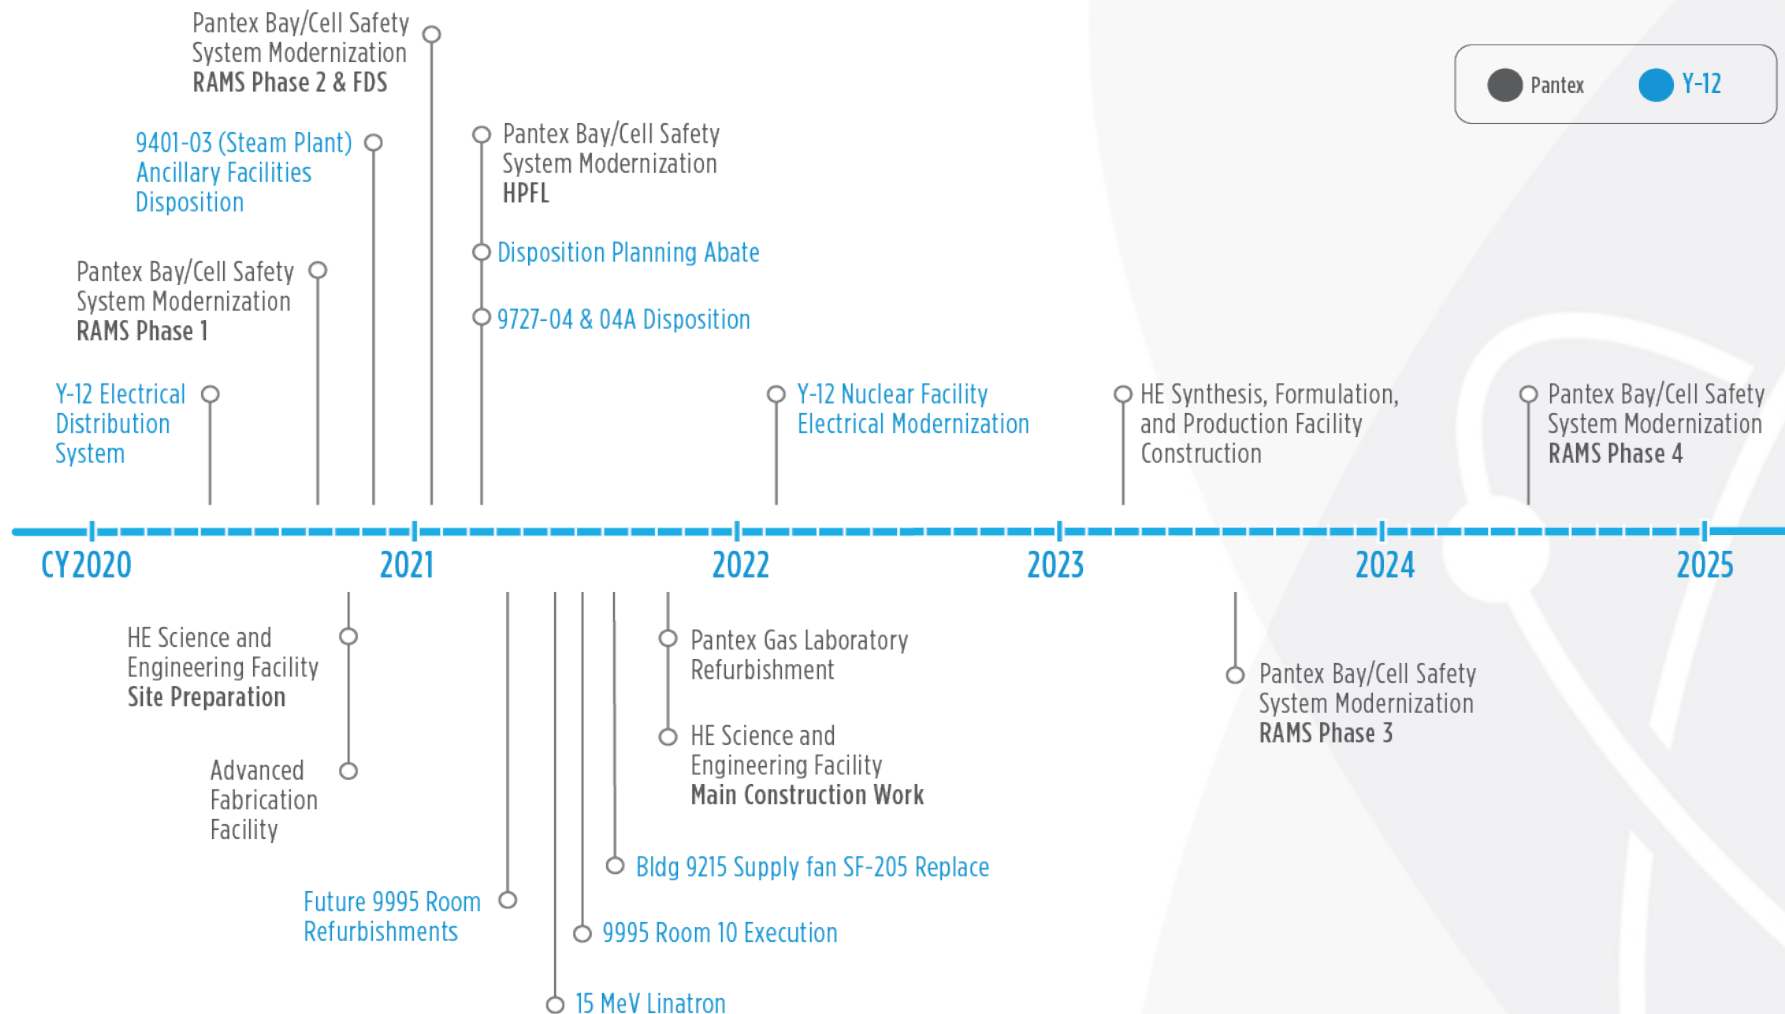 Pantex Bay/Cell Safety
System Modernization
RAMS Phase 2 & FDS
Pantex
Y-12
9401-03 (Steam Plant)
Ancillary Facilities
Disposition
Pantex Bay/Cell Safety
System Modernization
HPFL
Disposition Planning Abate
9727-04 & 04A Disposition
Pantex Bay/Cell Safety
System Modernization
RAMS Phase 1
Y-12 Electrical
Distribution
System
Y-12 Nuclear Facility
Electrical Modernization
HE Synthesis, Formulation,
and Production Facility
Construction
Pantex Bay/Cell Safety
System Modernization
RAMS Phase 4
CY2020
2021
2022
2023
2024
2025
HE Science and
Engineering Facility
Site Preparation
Advanced
Fabrication
Facility
Pantex Gas Laboratory
Refurbishment
HE Science and
Engineering Facility
Main Construction Work
Pantex Bay/Cell Safety
System Modernization
RAMS Phase 3
Bldg 9215 Supply fan SF-205 Replace
Future 9995 Room
Refurbishments
9995 Room 10 Execution
15 MeV Linatron